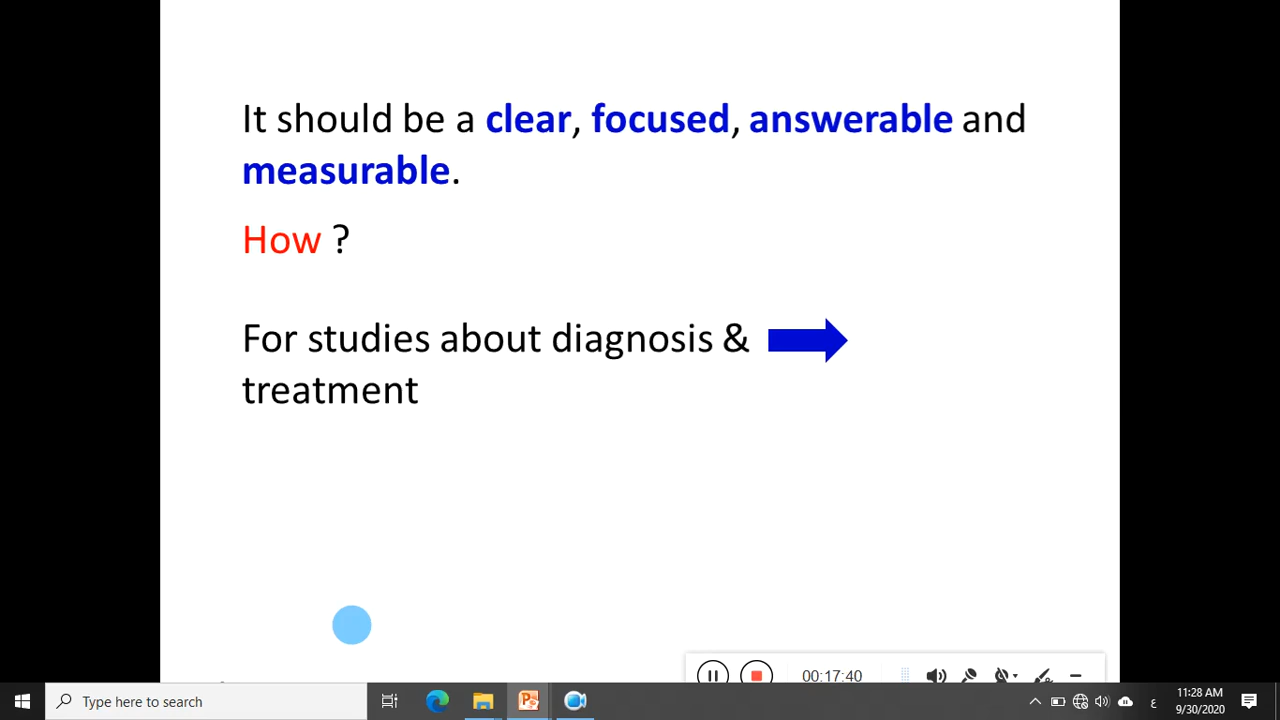 It should be a clear, focused, answerable and
measurable.
How ?
For studies about diagnosis &
treatment
00:17:40
Type here to search
ع
11:28 AM
9/30/2020